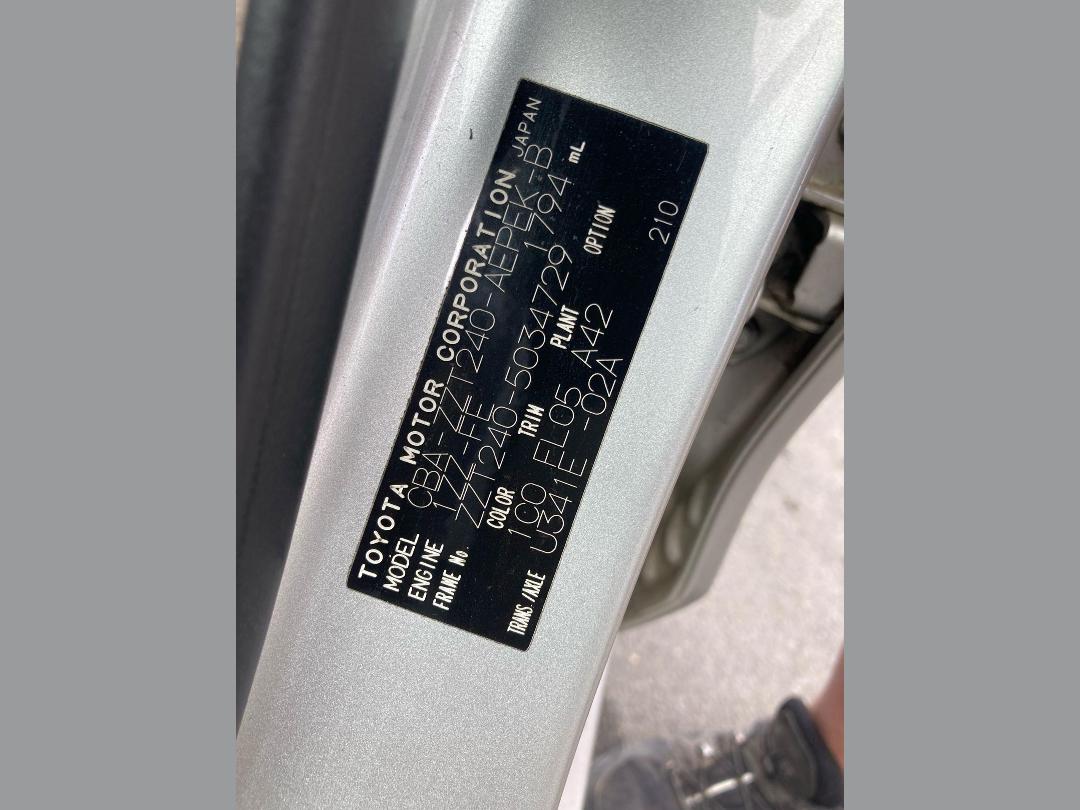 TOYOTA MOTOR CORPORATION JAPAN
MODEL CBA-ZZT240-AEPEK-B
ENGINE 1ZZ-FE 1794 mL
FRAME No. ZZT240-5034729
COLOR TRIM PLANT OPTION
1C0 FL05 A42
TRANS./AXLE U341E -02A 210